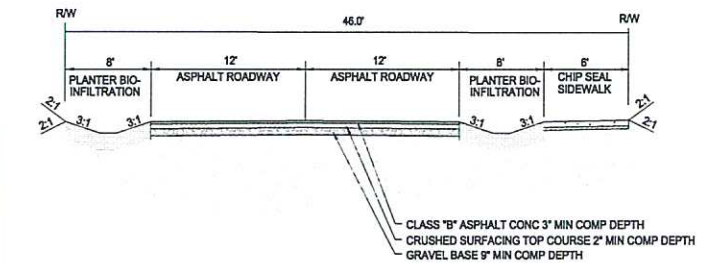 R/W
R/W
46.0'
8'
12'
12'
8'
6'
PLANTER BIO-
INFILTRATION
ASPHALT ROADWAY
ASPHALT ROADWAY
PLANTER BIO-
INFILTRATION
CHIP SEAL
SIDEWALK
2:1
2:1
3:1
3:1
3:1
3:1
2:1
2:1
CLASS "B" ASPHALT CONC 3" MIN COMP DEPTH
CRUSHED SURFACING TOP COURSE 2" MIN COMP DEPTH
GRAVEL BASE 9" MIN COMP DEPTH